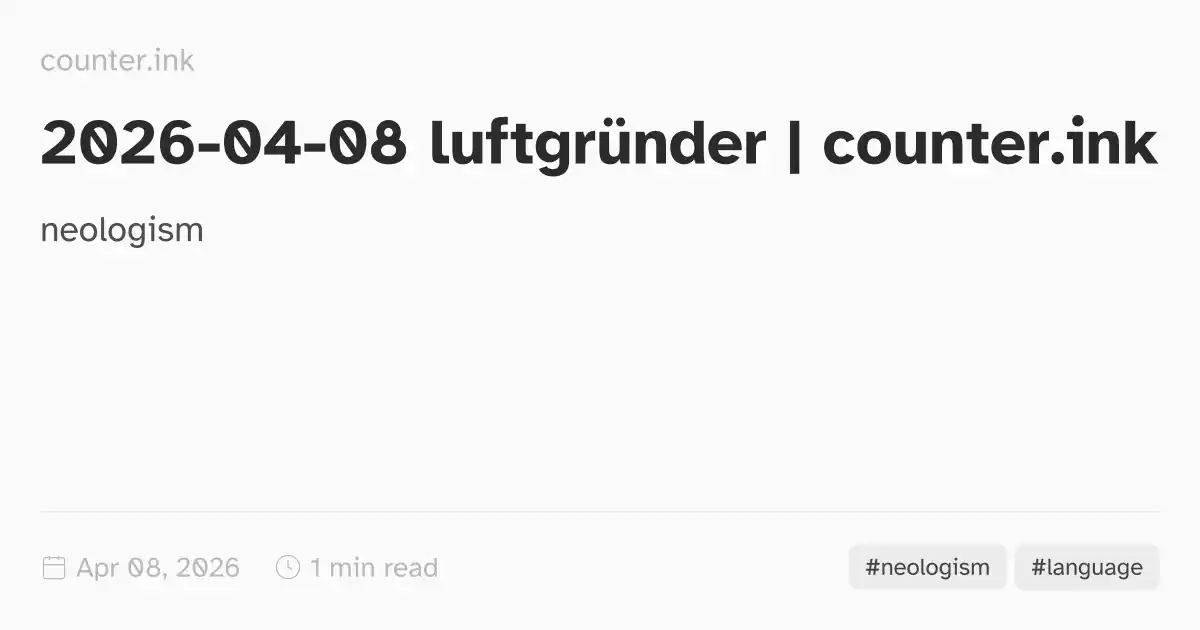 counter.ink
2026-04-08 luftgründer | counter.ink
neologism
Apr 08, 2026 1 min read #neologism #language